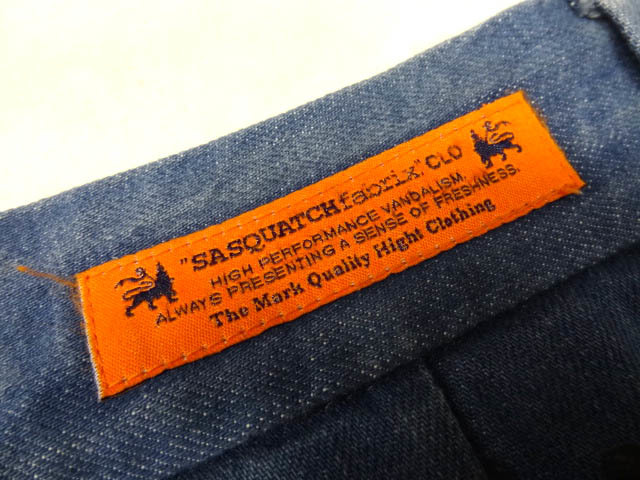 "SASQUATCHfabrix"CLO
HIGH PERFORMANCE VANDALISM.
ALWAYS PRESENTING A SENSE OF FRESHNESS.
The Mark Quality Hight Clothing